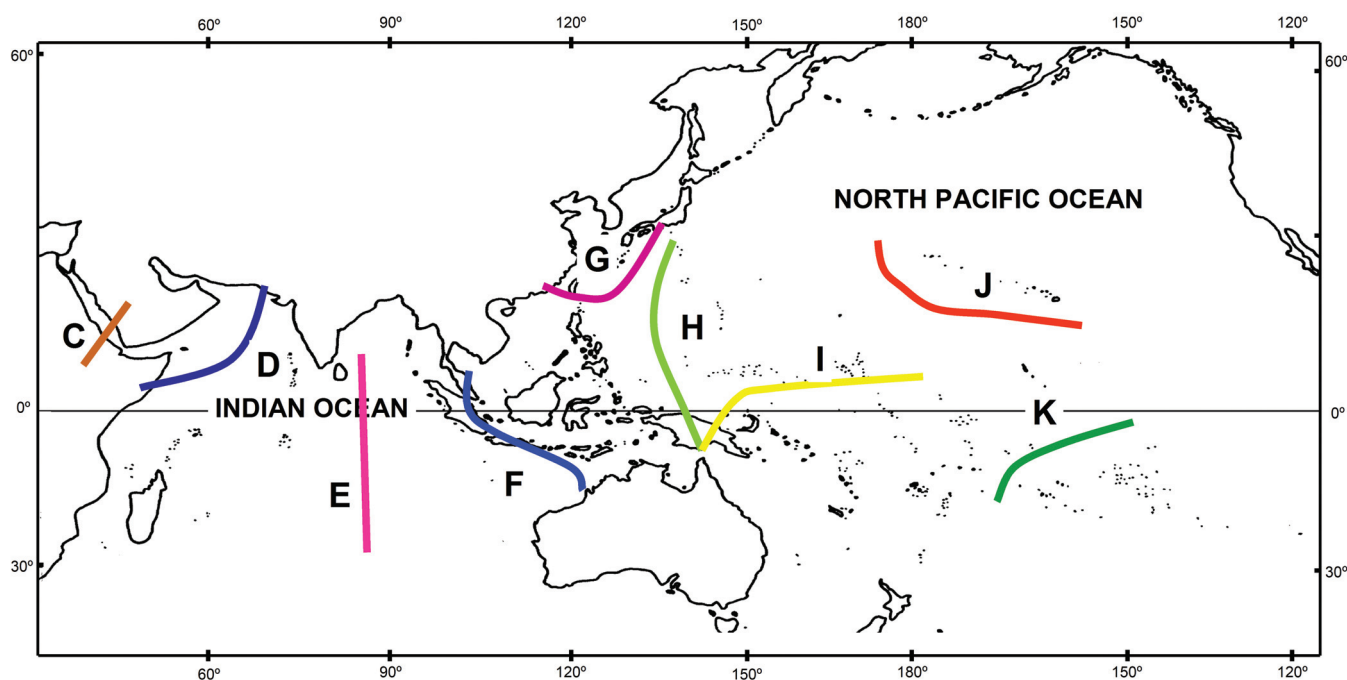 60º 90º 120º 150º 180º 150º 120º
60º 60º
NORTH PACIFIC OCEAN
G
J
C H
D I
0º INDIAN OCEAN K 0º
E F
30º 30º
60º 90º 120º 150º 180º 150º 120º